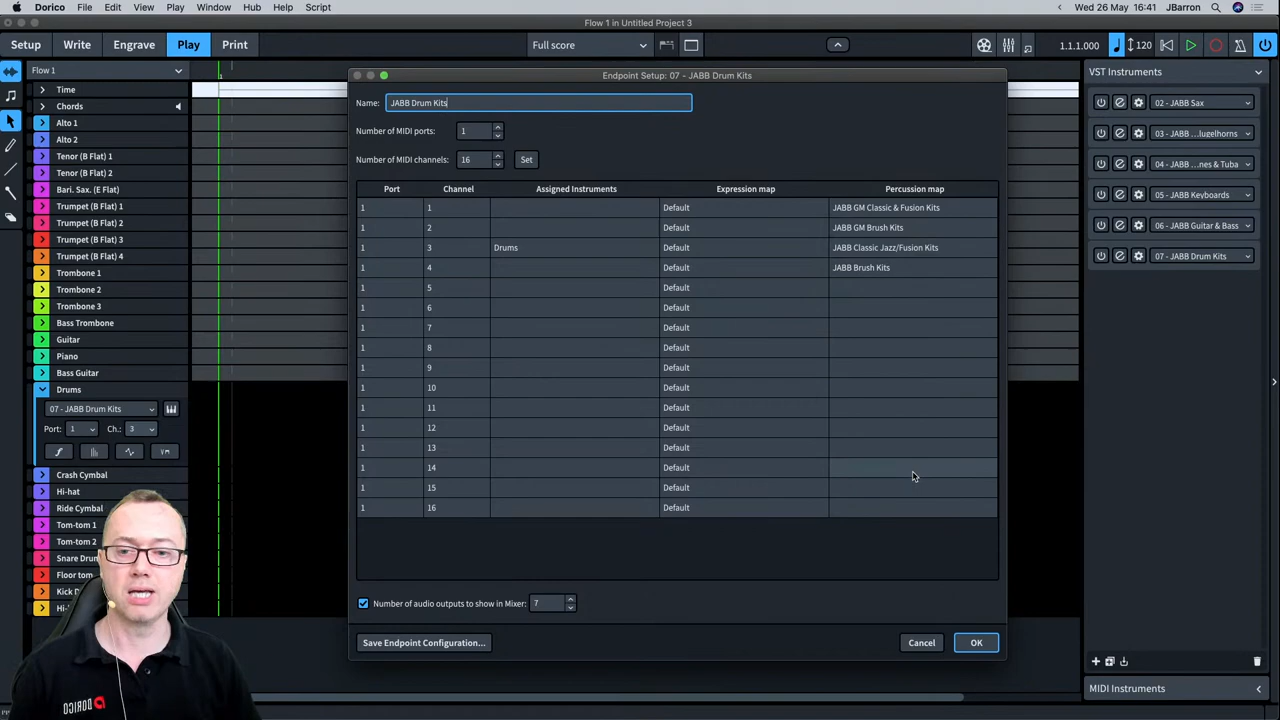 Dorico File Edit View Play Window Hub Help Script Wed 26 May 16:41 JBarron
Flow 1 in Untitled Project 3
Setup Write Engrave Play Print Full score 1.1.1.000 120
Flow 1
Time
Chords
Alto 1
Alto 2
Tenor (B Flat) 1
Tenor (B Flat) 2
Bari. Sax. (E Flat)
Trumpet (B Flat) 1
Trumpet (B Flat) 2
Trumpet (B Flat) 3
Trumpet (B Flat) 4
Trombone 1
Trombone 2
Trombone 3
Bass Trombone
Guitar
Piano
Bass Guitar
Drums
07 - JABB Drum Kits
Port: 1 Ch.: 3
Crash Cymbal
Hi-hat
Ride Cymbal
Tom-tom 1
Tom-tom 2
Snare Drum
Floor tom
Kick D
Hi-h
1
Endpoint Setup: 07 - JABB Drum Kits
Name: JABB Drum Kits
Number of MIDI ports: 1
Number of MIDI channels: 16 Set
Port Channel Assigned Instruments Expression map Percussion map
1 1 Default JABB GM Classic & Fusion Kits
1 2 Default JABB GM Brush Kits
1 3 Drums Default JABB Classic Jazz/Fusion Kits
1 4 Default JABB Brush Kits
1 5 Default
1 6 Default
1 7 Default
1 8 Default
1 9 Default
1 10 Default
1 11 Default
1 12 Default
1 13 Default
1 14 Default
1 15 Default
1 16 Default
Number of audio outputs to show in Mixer: 7
Save Endpoint Configuration... Cancel OK
VST Instruments
02 - JABB Sax
03 - JABB ...lugelhorns
04 - JABB ...nes & Tuba
05 - JABB Keyboards
06 - JABB Guitar & Bass
07 - JABB Drum Kits
MIDI Instruments
DORICO